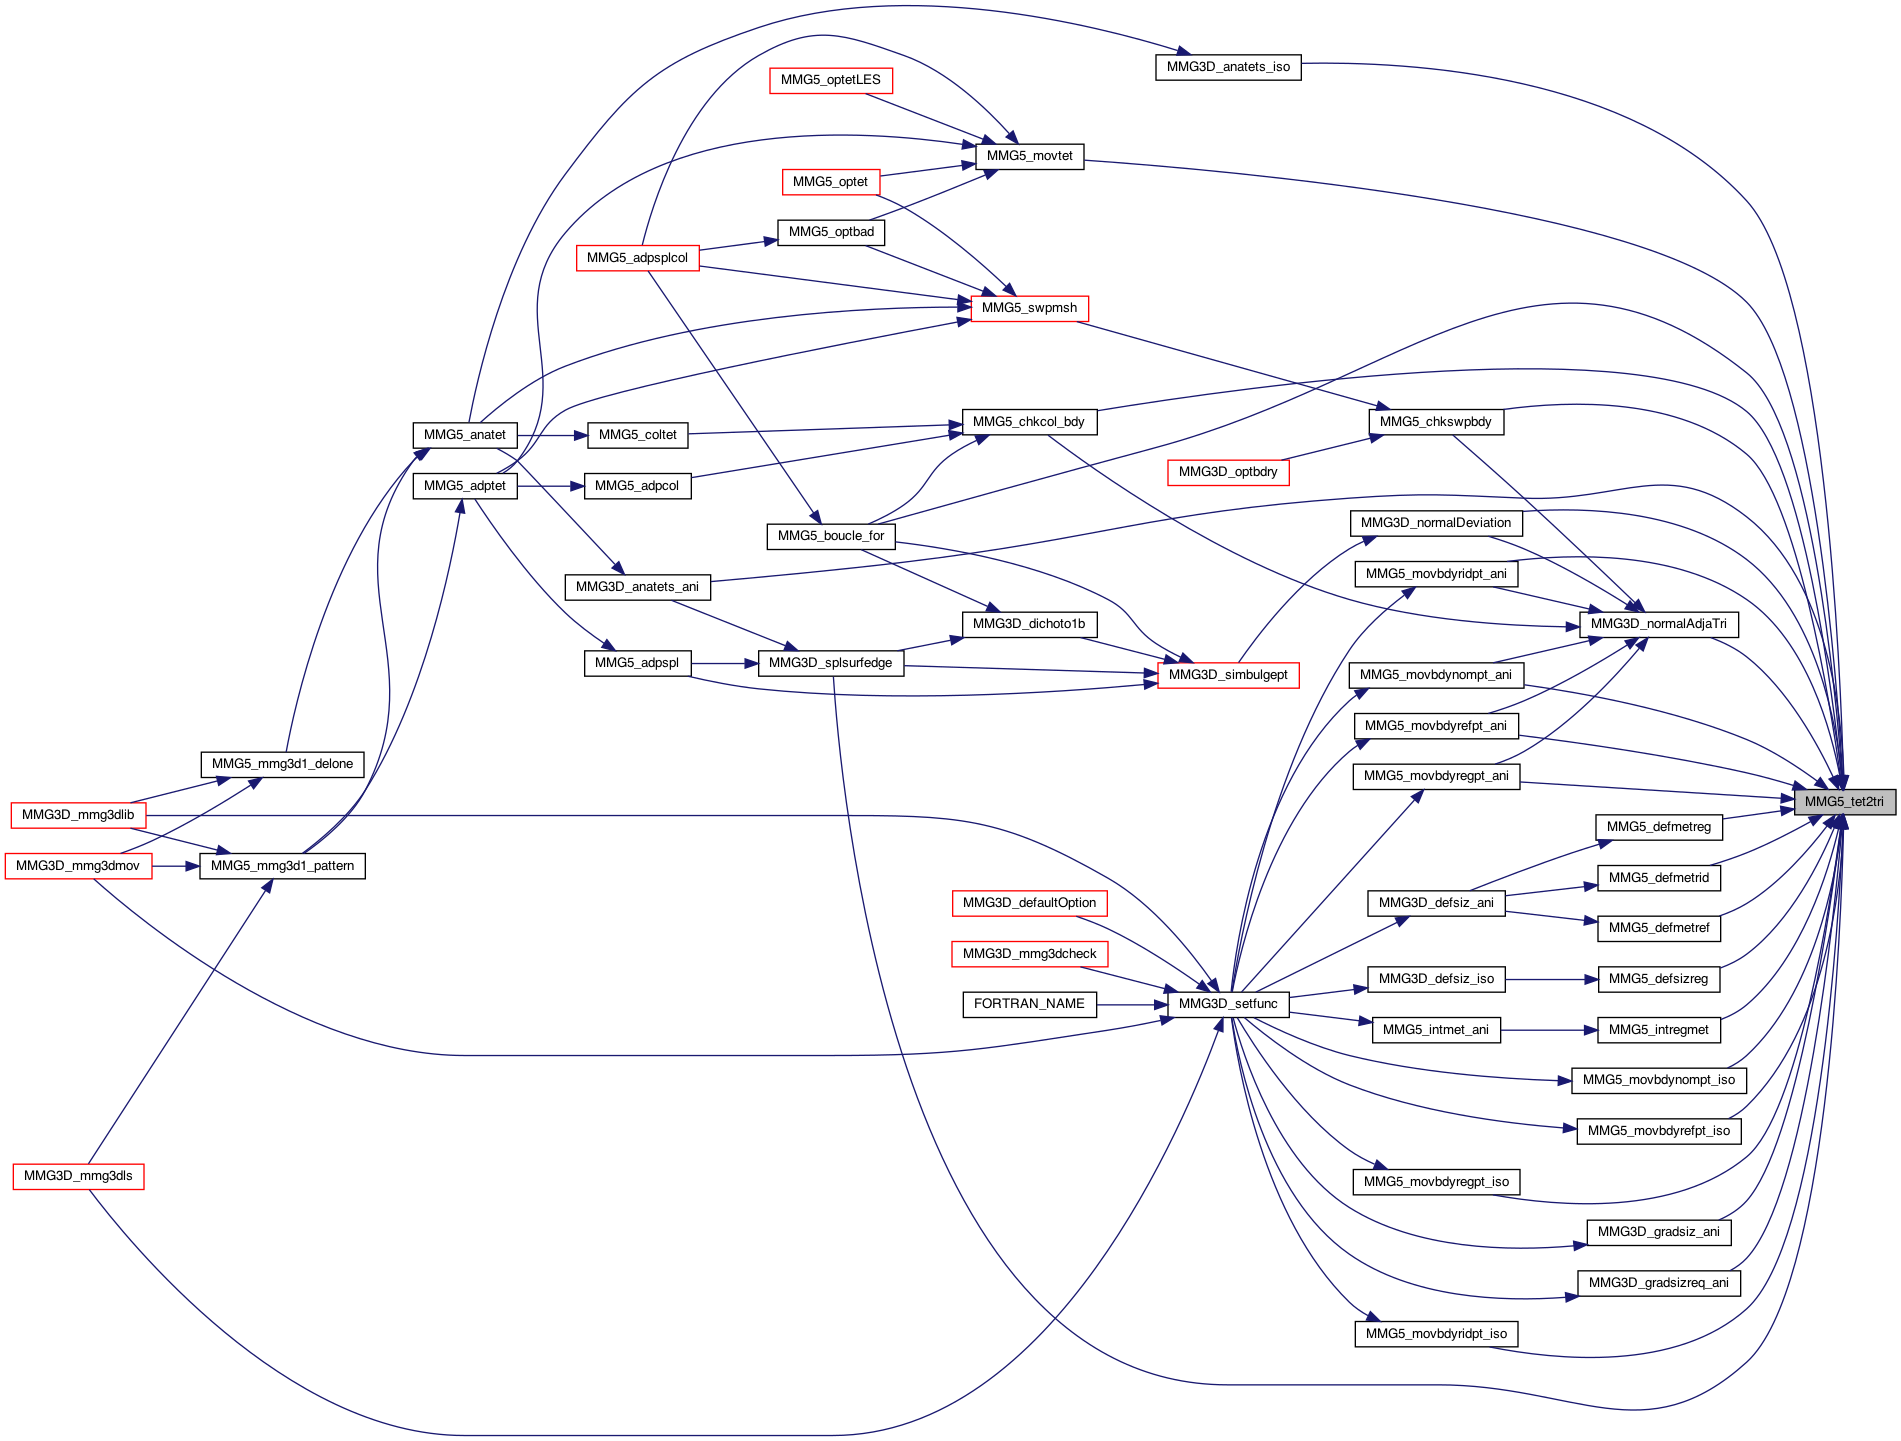 MMG3D_anatets_iso
MMG5_optetLES
MMG5_movtet
MMG5_optet
MMG5_optbad
MMG5_adpsplcol
MMG5_swpmsh
MMG5_anatet
MMG5_coltet
MMG5_chkcol_bdy
MMG5_chkswpbdy
MMG3D_optbdry
MMG5_adptet
MMG5_adpcol
MMG5_boucle_for
MMG3D_normalDeviation
MMG5_movbdyridpt_ani
MMG3D_anatets_ani
MMG3D_dichoto1b
MMG3D_normalAdjaTri
MMG5_adpspl
MMG3D_splsurfedge
MMG3D_simbulgept
MMG5_movbdynompt_ani
MMG5_movbdyrefpt_ani
MMG5_mmg3d1_delone
MMG5_movbdyregpt_ani
MMG5_tet2tri
MMG3D_mmg3dlib
MMG5_defmetreg
MMG3D_mmg3dmov
MMG5_mmg3d1_pattern
MMG5_defmetrid
MMG3D_defaultOption
MMG3D_defsiz_ani
MMG5_defmetref
MMG3D_mmg3dcheck
MMG3D_defsiz_iso
MMG5_defsizreg
FORTRAN_NAME
MMG3D_setfunc
MMG5_intmet_ani
MMG5_intregmet
MMG5_movbdynompt_iso
MMG5_movbdyrefpt_iso
MMG3D_mmg3dls
MMG5_movbdyregpt_iso
MMG3D_gradsiz_ani
MMG3D_gradsizreq_ani
MMG5_movbdyridpt_iso